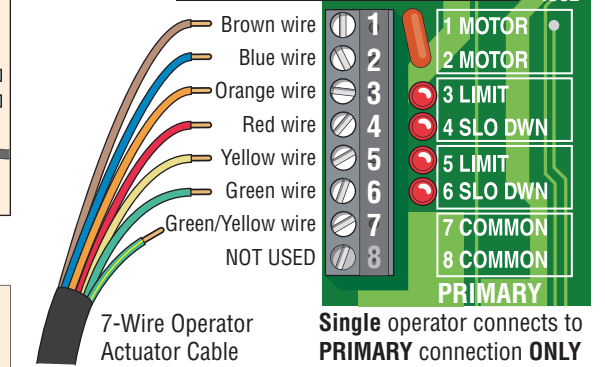 Brown wire 1 1 MOTOR
Blue wire 2 2 MOTOR
Orange wire 3 3 LIMIT
Red wire 4 4 SLO DWN
Yellow wire 5 5 LIMIT
Green wire 6 6 SLO DWN
Green/Yellow wire 7 7 COMMON
NOT USED 8 8 COMMON
PRIMARY
7-Wire Operator
Actuator Cable
Single operator connects to
PRIMARY connection ONLY